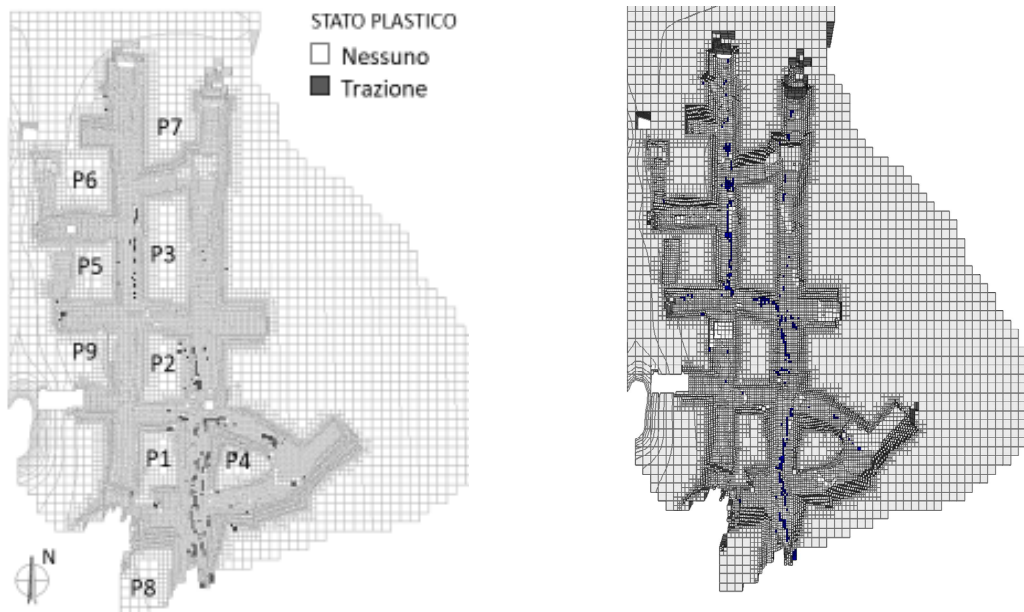 STATO PLASTICO
Nessuno
Trazione
P7
P6
P3
P5
P9
P2
P1
P4
N
P8